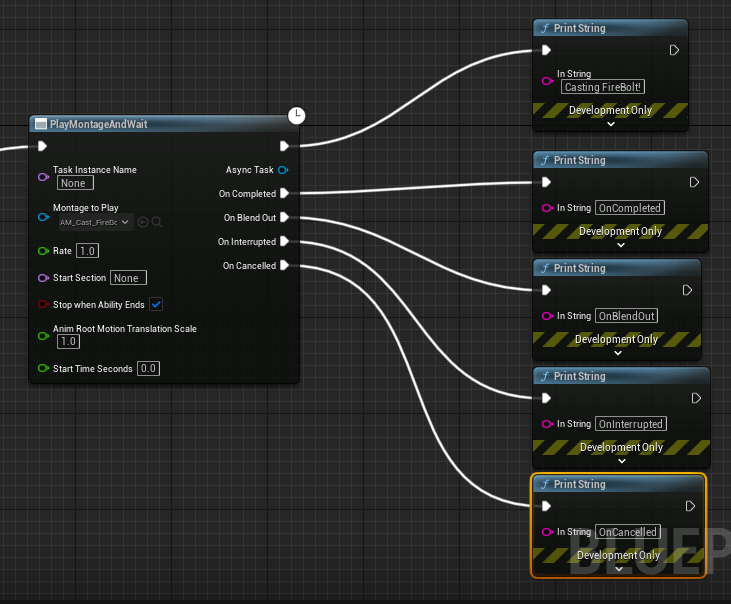 Print String
In String
Casting FireBolt!
Development Only
PlayMontageAndWait
Task Instance Name
None
Async Task
On Completed
Montage to Play
AM_Cast_FireBc
On Blend Out
Rate 1.0
On Interrupted
Start Section None
On Cancelled
Stop when Ability Ends
Anim Root Motion Translation Scale
1.0
Start Time Seconds 0.0
Print String
In String OnCompleted
Development Only
Print String
In String OnBlendOut
Development Only
Print String
In String OnInterrupted
Development Only
Print String
In String OnCancelled
Development Only
BLUEP